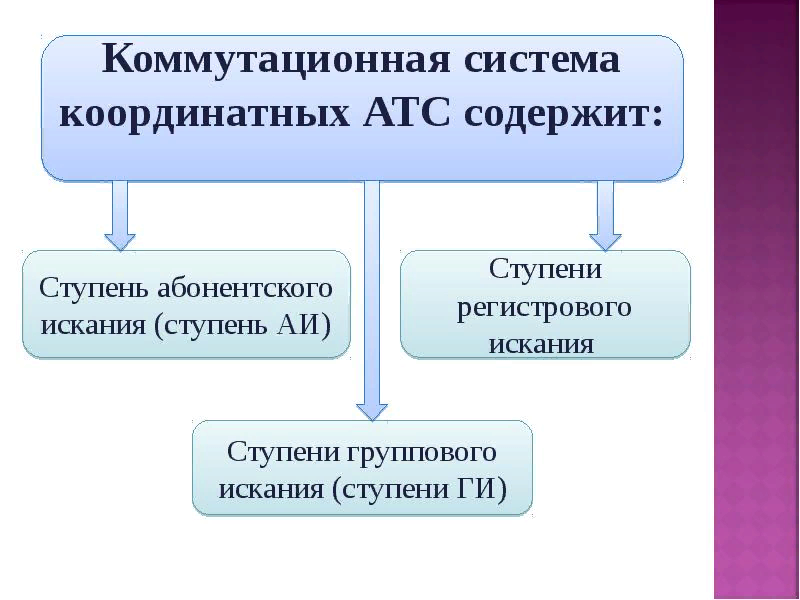 Коммутационная система
координатных АТС содержит:
Ступень абонентского
искания (ступень АИ)
Ступени
регистрового
искания
Ступени группового
искания (ступени ГИ)